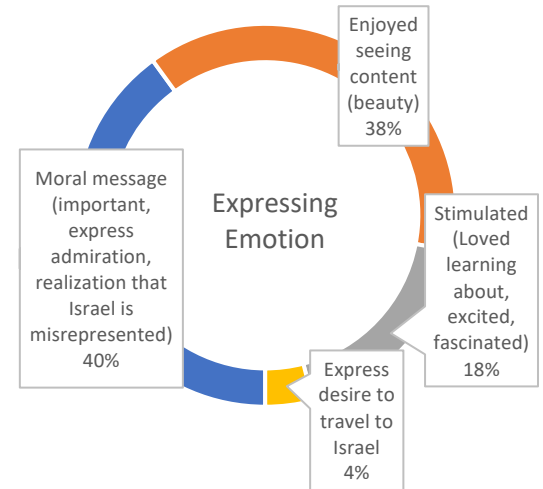 Enjoyed
seeing
content
(beauty)
38%
Moral message
(important,
express
admiration,
realization that
Israel is
misrepresented)
40%
Expressing
Emotion
Stimulated
(Loved
learning
about,
excited,
fascinated)
18%
Express
desire to
travel to
Israel
4%